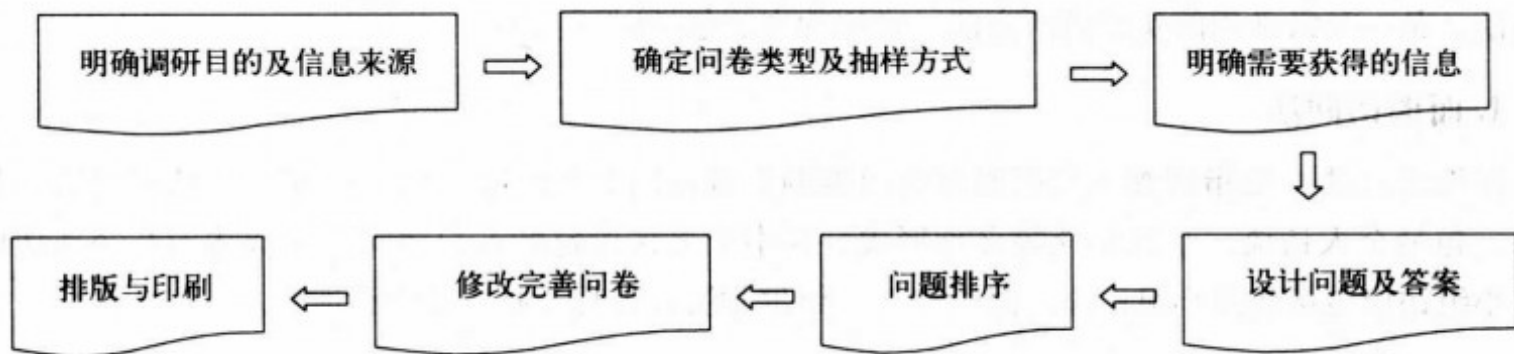 明确调研目的及信息来源
确定问卷类型及抽样方式
明确需要获得的信息
设计问题及答案
问题排序
修改完善问卷
排版与印刷